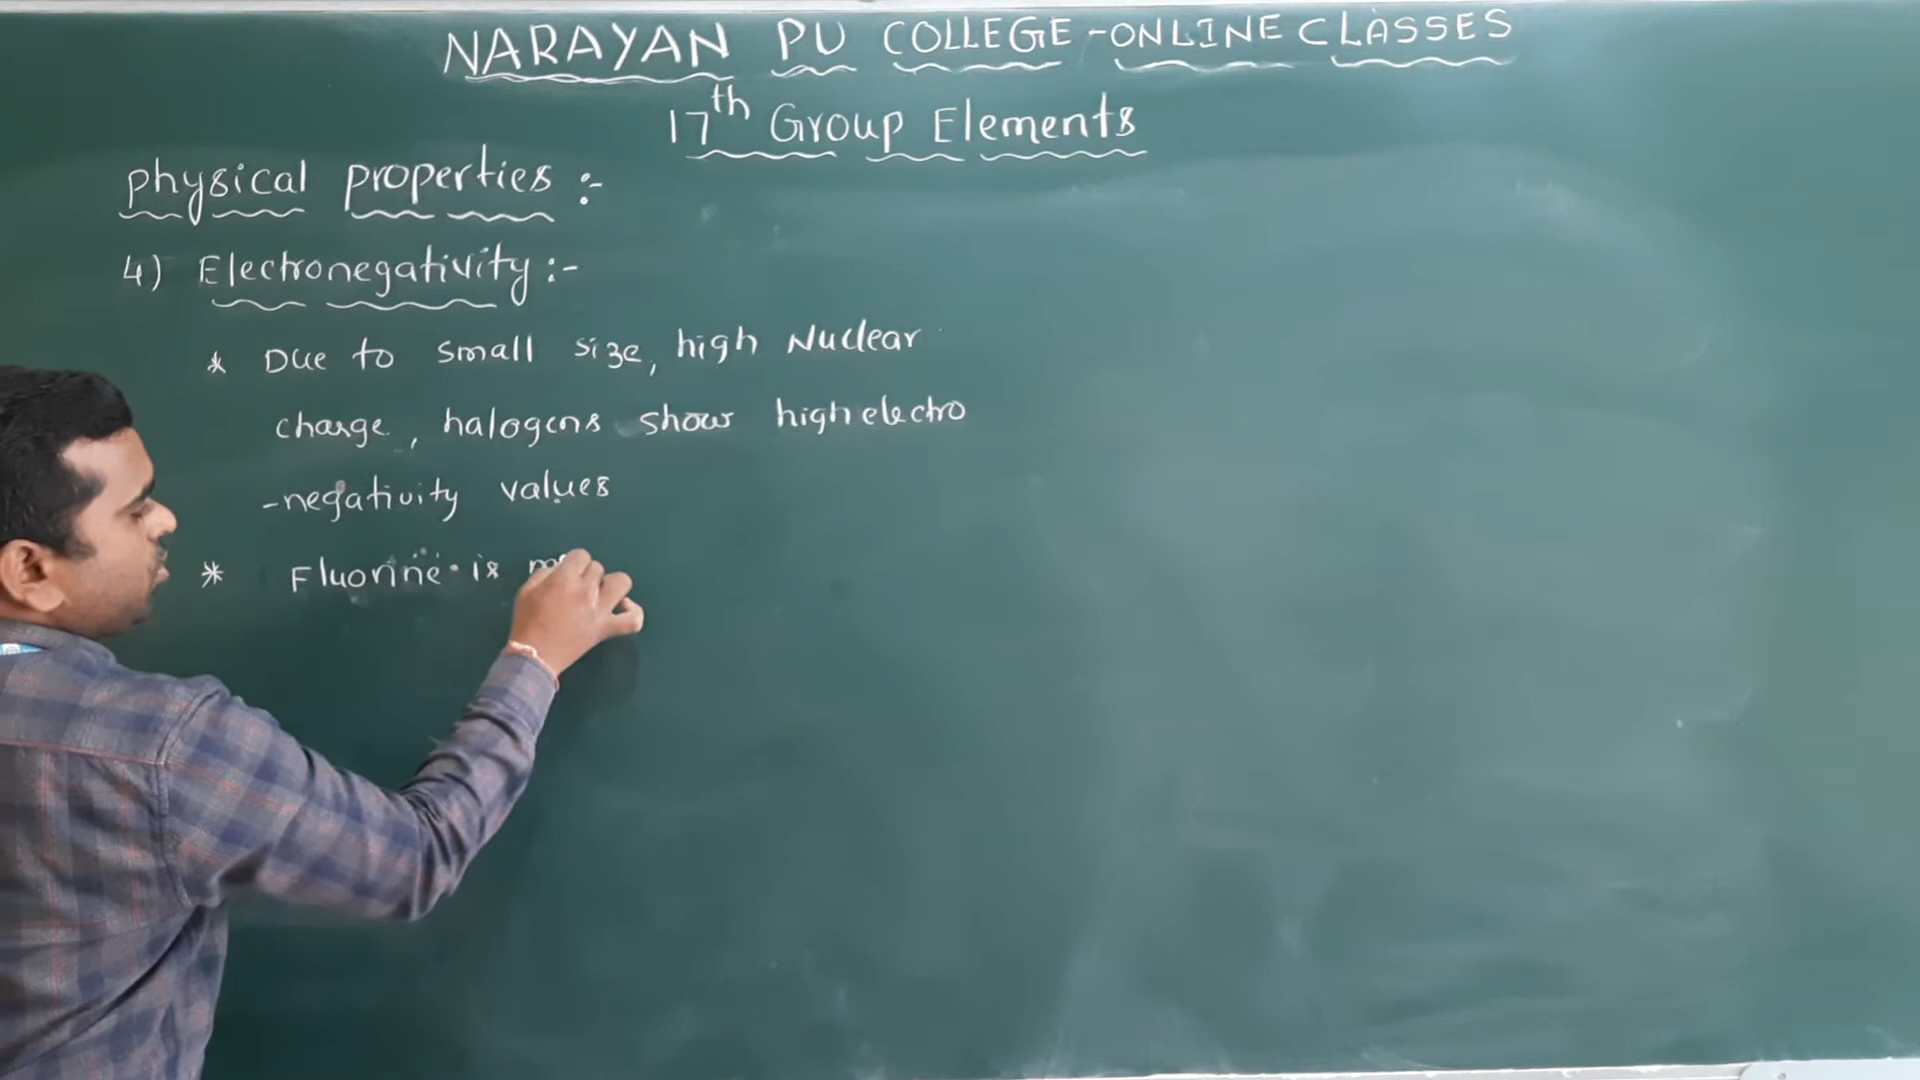 NARAYAN PU COLLEGE -ONLINE CLASSES
17th Group Elements
physical properties :-
4) Electronegativity :-
* Due to small size, high Nuclear
charge, halogens show high electro
-negativity values
* Fluorine is